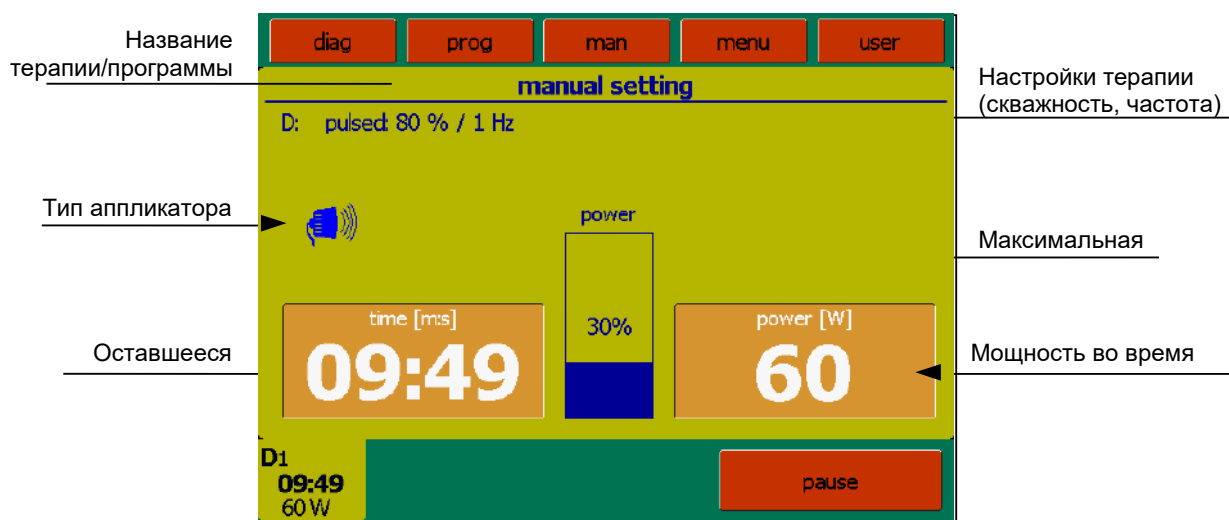 Название
терапии/программы
Тип аппликатора
Оставшееся
diag prog man menu user
manual setting
D: pulsed: 80 % / 1 Hz
power
30%
time [m:s]
09:49
power [W]
60
D1
09:49
60 W
pause
Настройки терапии
(скважность, частота)
Максимальная
Мощность во время